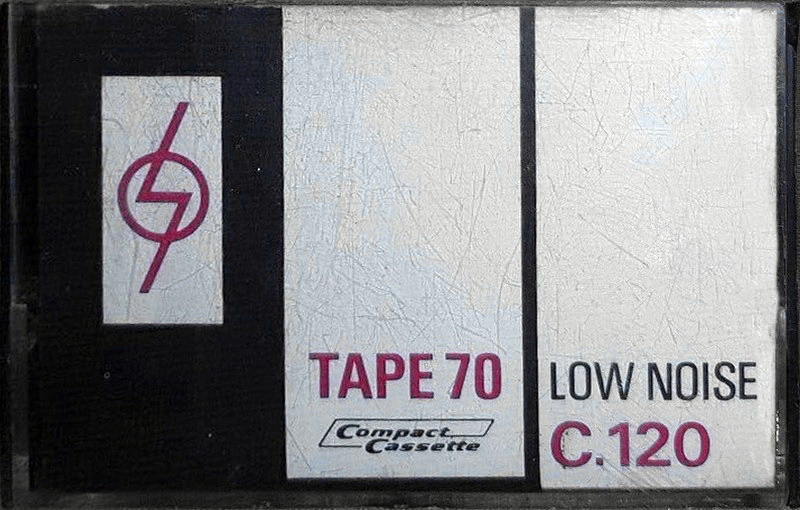 TAPE 70
Compact
Cassette
LOW NOISE
C.120